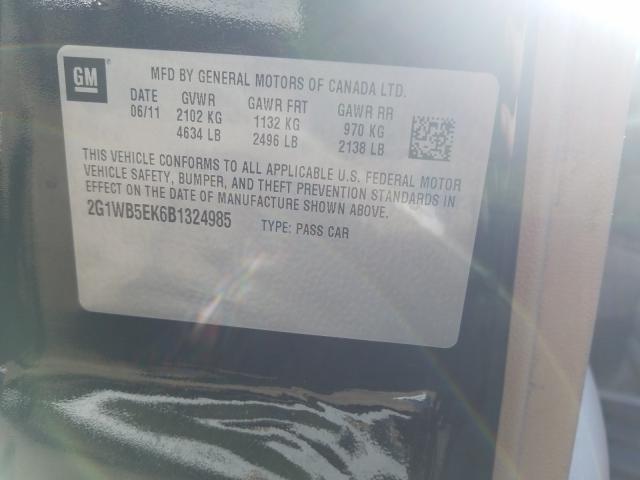 GM
MFD BY GENERAL MOTORS OF CANADA LTD.
DATE GVWR GAWR FRT GAWR RR
06/11 2102 KG 1132 KG 970 KG
4634 LB 2496 LB 2138 LB
THIS VEHICLE CONFORMS TO ALL APPLICABLE U.S. FEDERAL MOTOR
VEHICLE SAFETY, BUMPER, AND THEFT PREVENTION STANDARDS IN
EFFECT ON THE DATE OF MANUFACTURE SHOWN ABOVE.
2G1WB5EK6B1324985 TYPE: PASS CAR